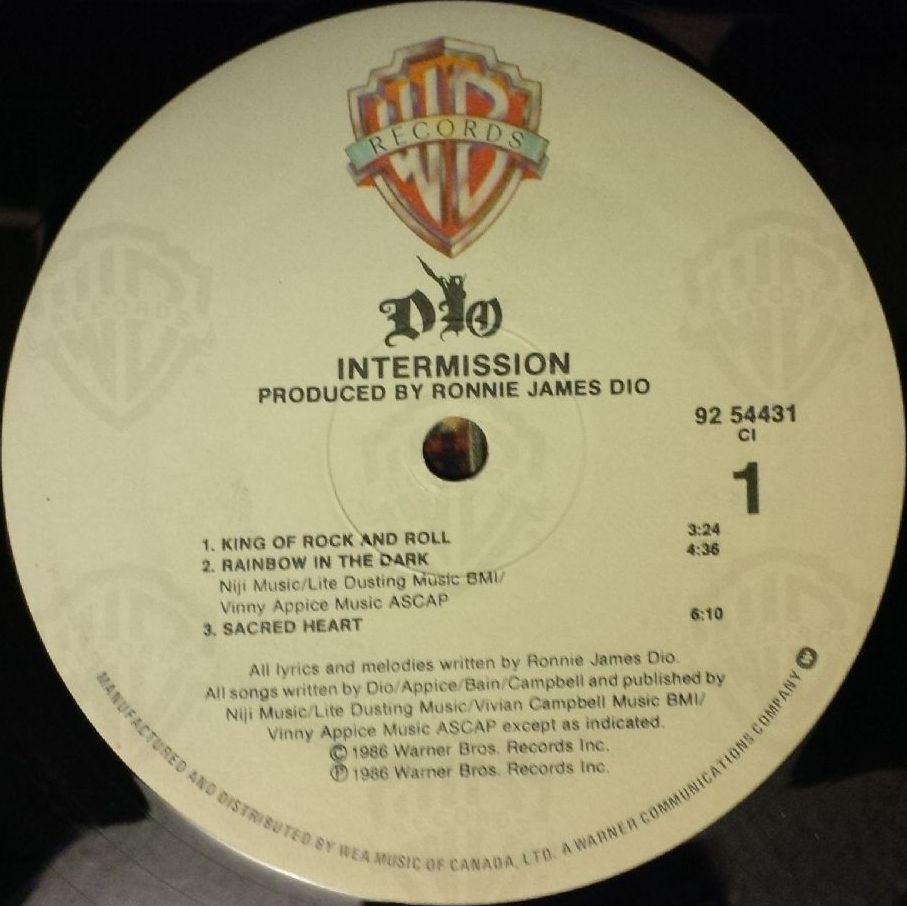 WB
RECORDS
DIO
INTERMISSION
PRODUCED BY RONNIE JAMES DIO
92 54431
CI
1
1. KING OF ROCK AND ROLL 3:24
2. RAINBOW IN THE DARK 4:36
Niji Music/Lite Dusting Music BMI/
Vinny Appice Music ASCAP
3. SACRED HEART 6:10
All lyrics and melodies written by Ronnie James Dio.
All songs written by Dio/Appice/Bain/Campbell and published by
Niji Music/Lite Dusting Music/Vivian Campbell Music BMI/
Vinny Appice Music ASCAP except as indicated.
© 1986 Warner Bros. Records Inc.
℗ 1986 Warner Bros. Records Inc.
MANUFACTURED AND DISTRIBUTED BY WEA MUSIC OF CANADA, LTD. A WARNER COMMUNICATIONS COMPANY